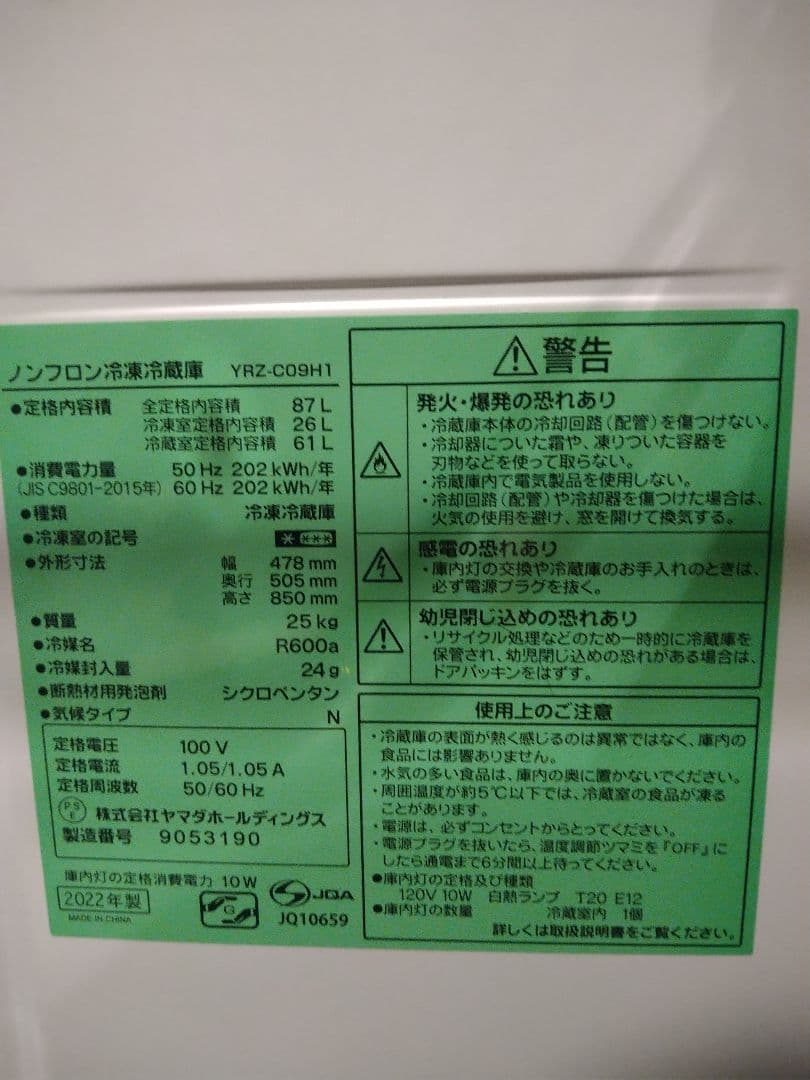 ノンフロン冷凍冷蔵庫 YRZ-C09H1
●定格内容積 全定格内容積 87 L
冷凍室定格内容積 26 L
冷蔵室定格内容積 61 L
●消費電力量 50 Hz 202 kWh/年
(JIS C9801-2015年) 60 Hz 202 kWh/年
●種類 冷凍冷蔵庫
●冷凍室の記号 * ***
●外形寸法 幅 478 mm
奥行 505 mm
高さ 850 mm
●質量 25 kg
●冷媒名 R600a
●冷媒封入量 24 g
●断熱材用発泡剤 シクロペンタン
●気候タイプ N
定格電圧 100 V
定格電流 1.05/1.05 A
定格周波数 50/60 Hz
PSE 株式会社ヤマダホールディングス
製造番号 9053190
庫内灯の定格消費電力 10W
2022年製
MADE IN CHINA
G
JQA
JQ10659
警告
発火・爆発の恐れあり
・冷蔵庫本体の冷却回路(配管)を傷つけない。
・冷却器についた霜や、凍りついた容器を
刃物などを使って取らない。
・冷蔵庫内で電気製品を使用しない。
・冷却回路(配管)や冷却器を傷つけた場合は、
火気の使用を避け、窓を開けて換気する。
感電の恐れあり
・庫内灯の交換や冷蔵庫のお手入れのときは、
必ず電源プラグを抜く。
幼児閉じ込めの恐れあり
・リサイクル処理などのため一時的に冷蔵庫を
保管され、幼児閉じ込めの恐れがある場合は、
ドアパッキンをはずす。
使用上のご注意
・冷蔵庫の表面が熱く感じるのは異常ではなく、庫内の
食品には影響ありません。
・水気の多い食品は、庫内の奥に置かないでください。
・周囲温度が約5℃以下では、冷蔵室の食品が凍る
ことがあります。
・電源は、必ずコンセントからとってください。
・電源プラグを抜いたら、温度調節ツマミを『OFF』に
したら通電まで6分間以上待ってください。
●庫内灯の定格及び種類
120V 10W 白熱ランプ T20 E12
●庫内灯の数量 冷蔵室内 1個
詳しくは取扱説明書をご覧ください。